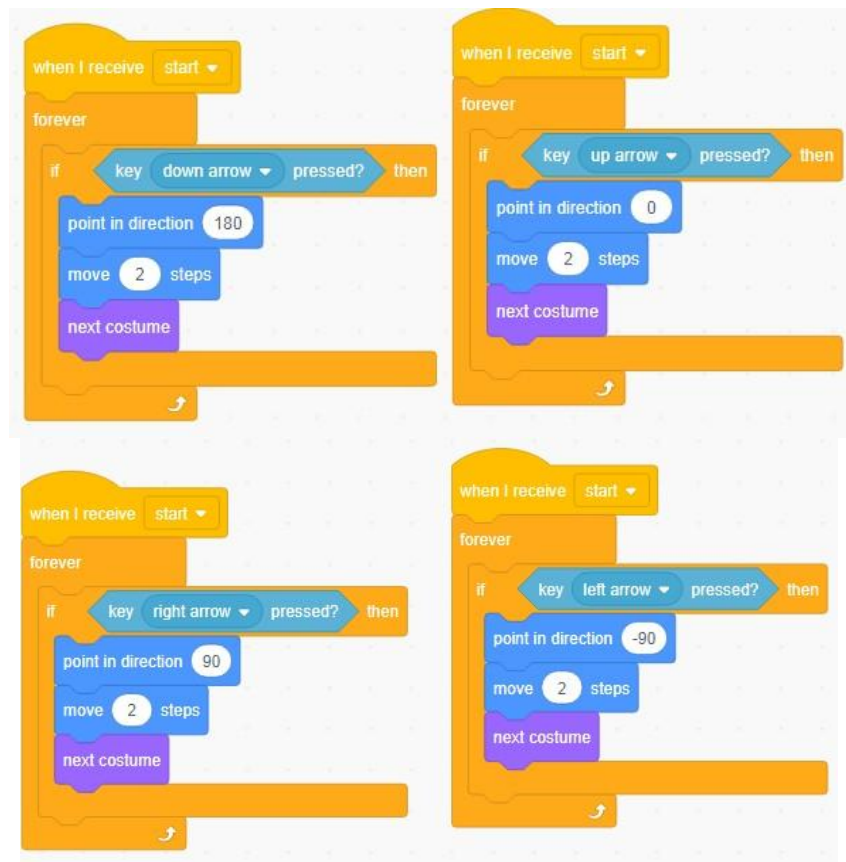 when I receive start
forever
if key down arrow pressed? then
point in direction 180
move 2 steps
next costume
when I receive start
forever
if key up arrow pressed? then
point in direction 0
move 2 steps
next costume
when I receive start
forever
if key right arrow pressed? then
point in direction 90
move 2 steps
next costume
when I receive start
forever
if key left arrow pressed? then
point in direction -90
move 2 steps
next costume